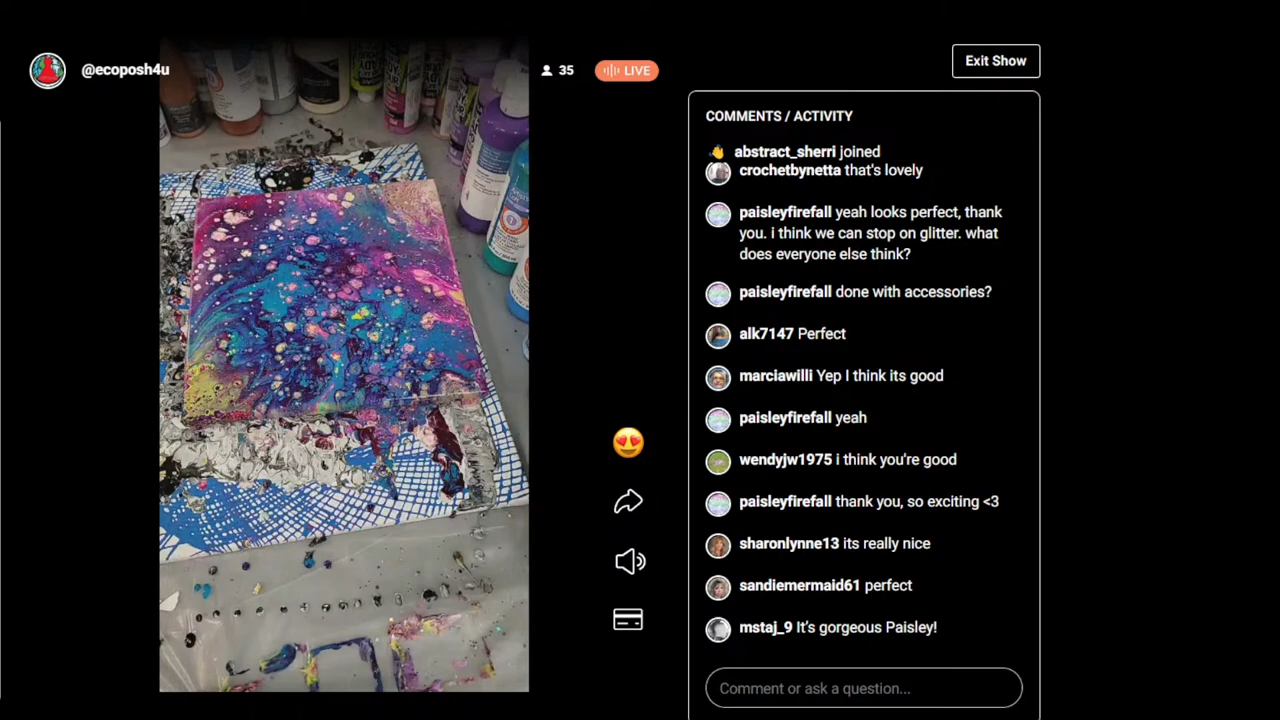 @ecoposh4u
35
LIVE
Exit Show
COMMENTS / ACTIVITY
abstract_sherri joined
crochetbynetta that's lovely
paisleyfirefall yeah looks perfect, thank
you. i think we can stop on glitter. what
does everyone else think?
paisleyfirefall done with accessories?
alk7147 Perfect
marciawilli Yep I think its good
paisleyfirefall yeah
wendyjw1975 i think you're good
paisleyfirefall thank you, so exciting <3
sharonlynne13 its really nice
sandiemermaid61 perfect
mstaj_9 It's gorgeous Paisley!
Comment or ask a question...